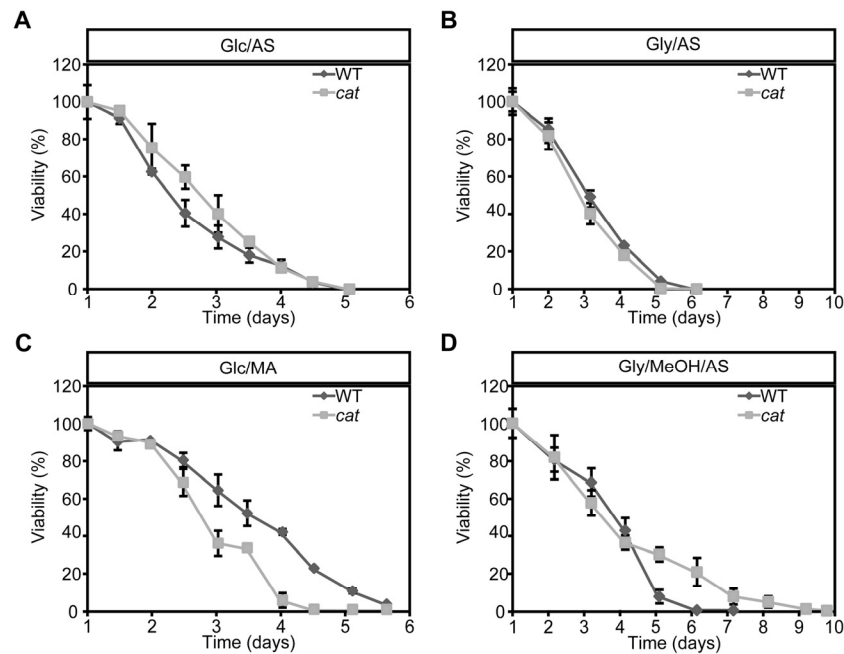 A
Glc/AS
120
100
80
60
40
20
0
Viability (%)
WT
cat
1 2 3 4 5 6
Time (days)
B
Gly/AS
120
100
80
60
40
20
0
Viability (%)
WT
cat
1 2 3 4 5 6 7 8 9 10
Time (days)
C
Glc/MA
120
100
80
60
40
20
0
Viability (%)
WT
cat
1 2 3 4 5 6
Time (days)
D
Gly/MeOH/AS
120
100
80
60
40
20
0
Viability (%)
WT
cat
1 2 3 4 5 6 7 8 9 10
Time (days)